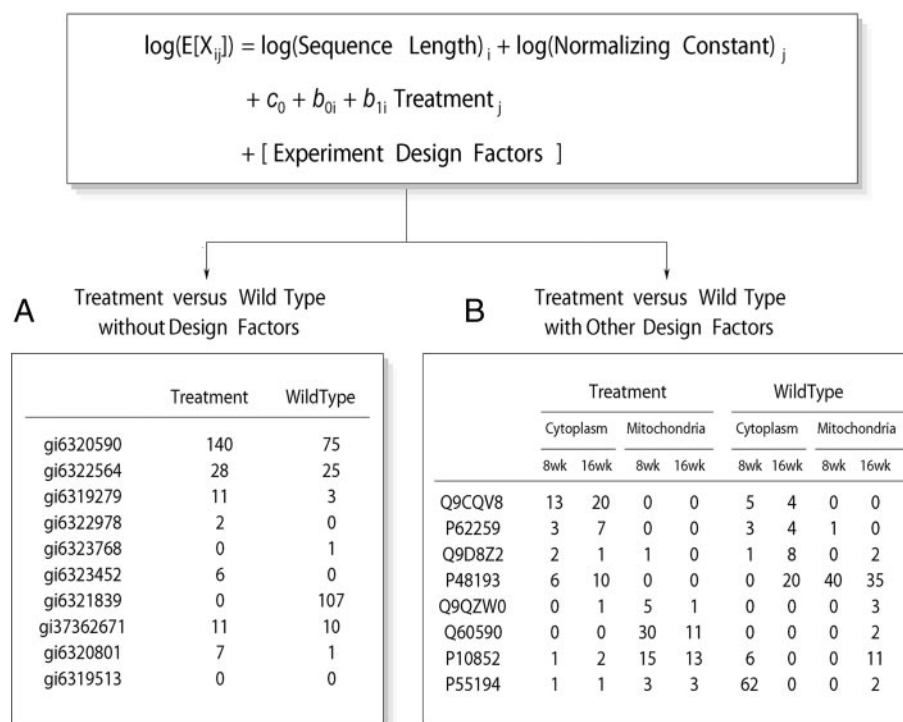 log(E[Xij]) = log(Sequence Length)i + log(Normalizing Constant)j
+ c0 + b0i + b1i Treatmentj
+ [ Experiment Design Factors ]
A
Treatment versus Wild Type
without Design Factors
Treatment WildType
gi6320590 140 75
gi6322564 28 25
gi6319279 11 3
gi6322978 2 0
gi6323768 0 1
gi6323452 6 0
gi6321839 0 107
gi37362671 11 10
gi6320801 7 1
gi6319513 0 0
B
Treatment versus Wild Type
with Other Design Factors
Treatment WildType
Cytoplasm Mitochondria Cytoplasm Mitochondria
8wk 16wk 8wk 16wk 8wk 16wk 8wk 16wk
Q9CQV8 13 20 0 0 5 4 0 0
P62259 3 7 0 0 3 4 1 0
Q9D8Z2 2 1 1 0 1 8 0 2
P48193 6 10 0 0 0 20 40 35
Q9QZW0 0 1 5 1 0 0 0 3
Q60590 0 0 30 11 0 0 0 2
P10852 1 2 15 13 6 0 0 11
P55194 1 1 3 3 62 0 0 2